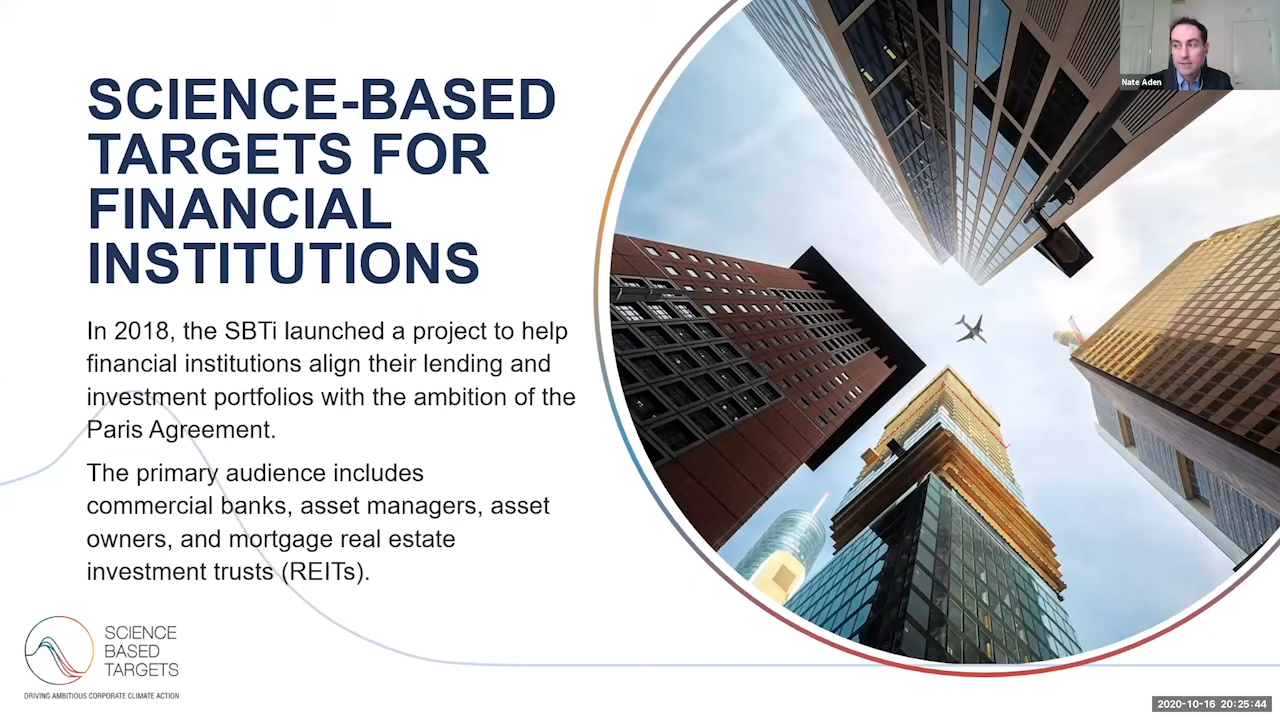 SCIENCE-BASED
TARGETS FOR
FINANCIAL
INSTITUTIONS
In 2018, the SBTi launched a project to help
financial institutions align their lending and
investment portfolios with the ambition of the
Paris Agreement.
The primary audience includes
commercial banks, asset managers, asset
owners, and mortgage real estate
investment trusts (REITs).
SCIENCE
BASED
TARGETS
DRIVING AMBITIOUS CORPORATE CLIMATE ACTION
Nate Aden
2020-10-16 20:25:44